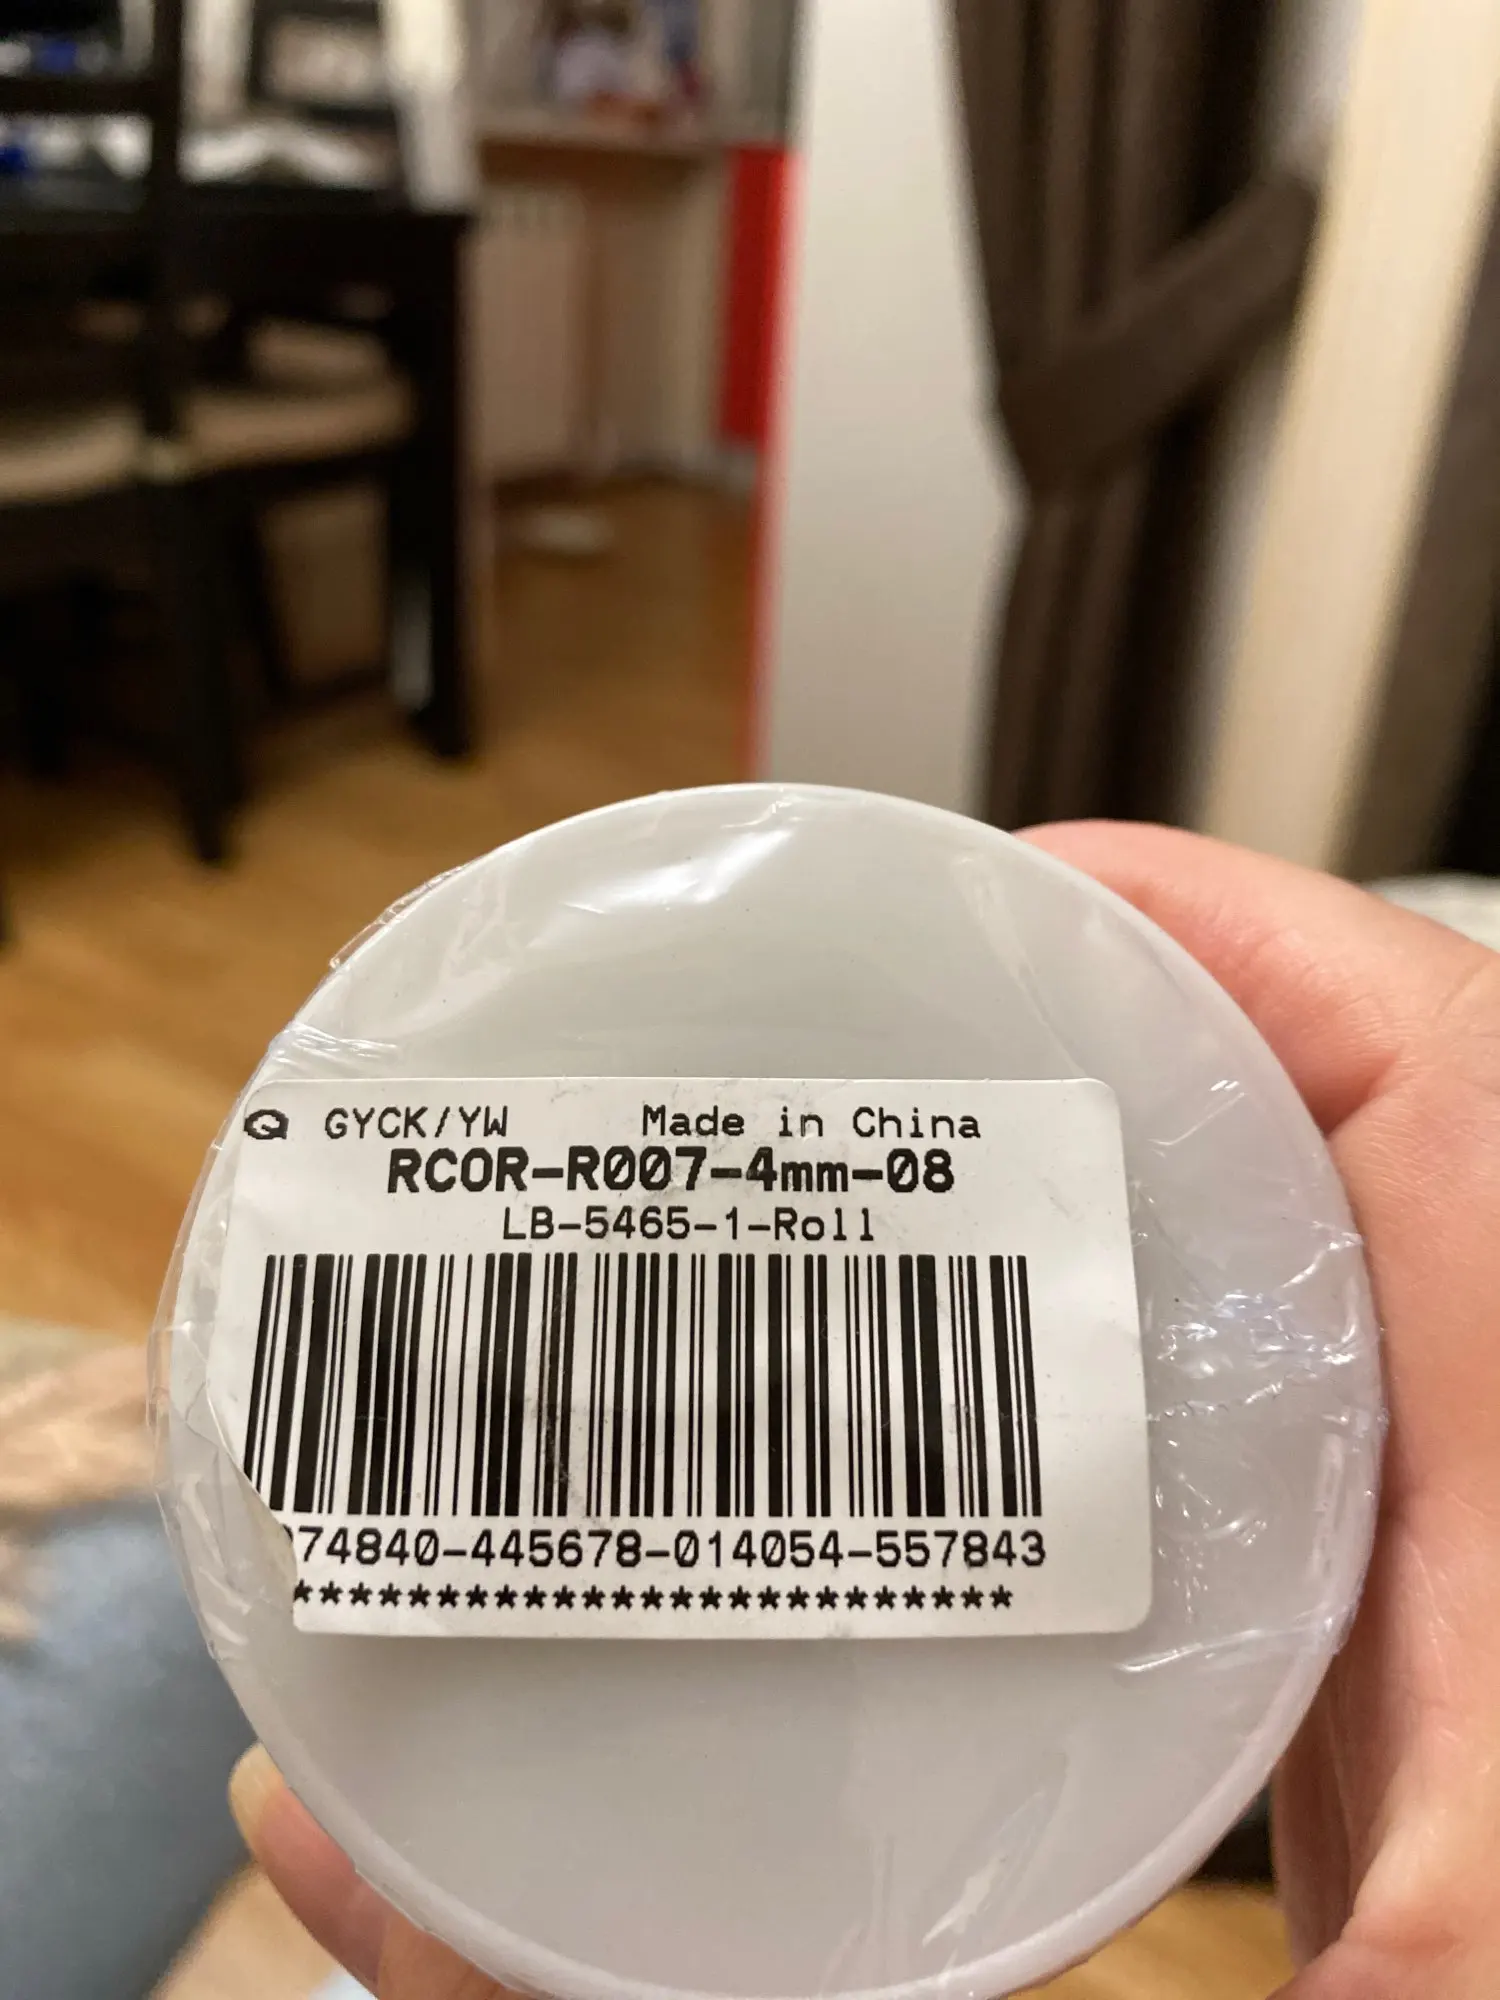 Q GYCK/YW Made in China
RCOR-R007-4mm-08
LB-5465-1-Roll
74840-445678-014054-557843
*************************